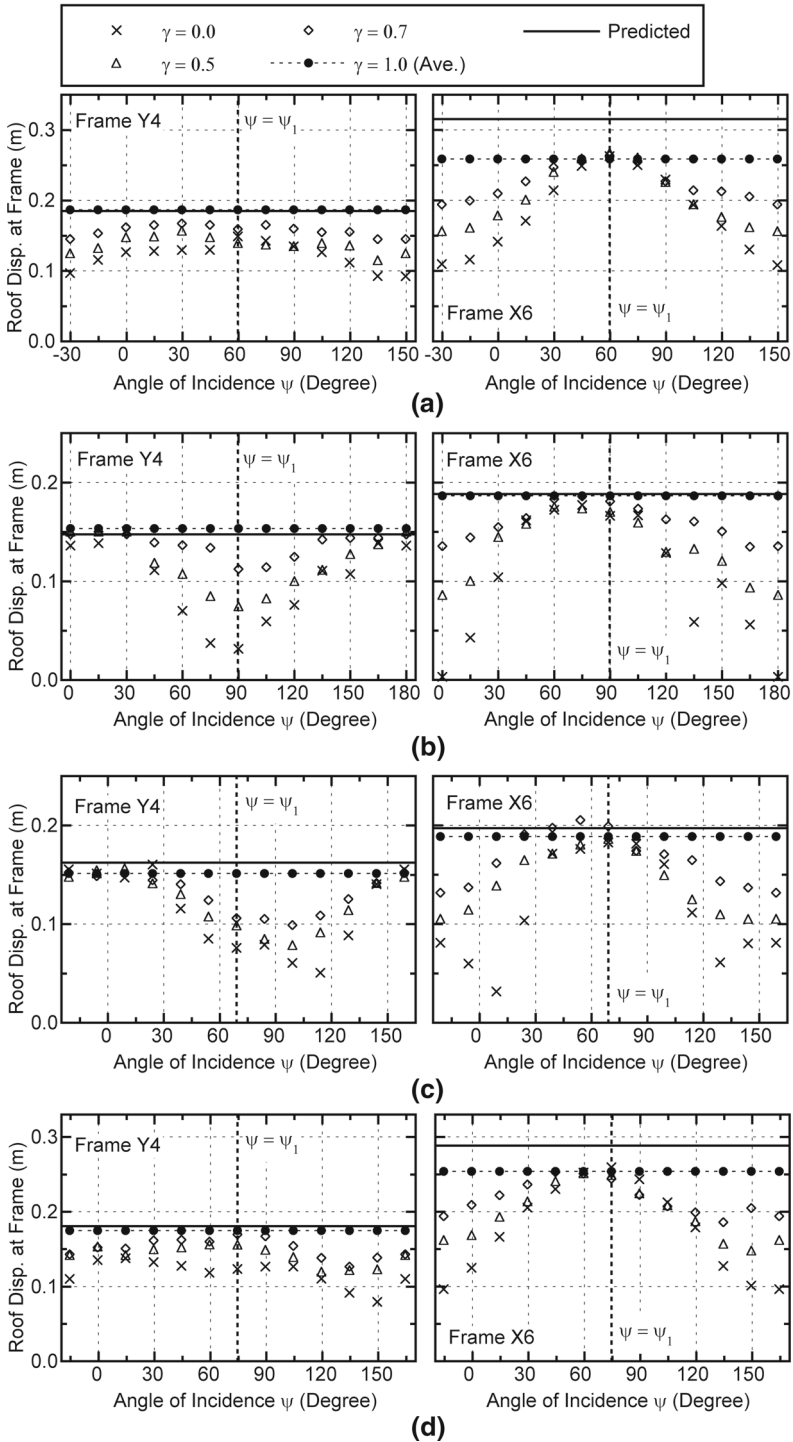 γ = 0.0
γ = 0.7
Predicted
γ = 0.5
γ = 1.0 (Ave.)
Roof Disp. at Frame (m)
0.3
0.2
0.1
0.0
Frame Y4
ψ = ψ1
-30 0 30 60 90 120 150
Angle of Incidence ψ (Degree)
Frame X6
ψ = ψ1
-30 0 30 60 90 120 150
Angle of Incidence ψ (Degree)
(a)
Roof Disp. at Frame (m)
0.2
0.1
0.0
Frame Y4
ψ = ψ1
0 30 60 90 120 150 180
Angle of Incidence ψ (Degree)
Frame X6
ψ = ψ1
0 30 60 90 120 150 180
Angle of Incidence ψ (Degree)
(b)
Roof Disp. at Frame (m)
0.2
0.1
0.0
Frame Y4
ψ = ψ1
0 30 60 90 120 150
Angle of Incidence ψ (Degree)
Frame X6
ψ = ψ1
0 30 60 90 120 150
Angle of Incidence ψ (Degree)
(c)
Roof Disp. at Frame (m)
0.3
0.2
0.1
0.0
Frame Y4
ψ = ψ1
0 30 60 90 120 150
Angle of Incidence ψ (Degree)
Frame X6
ψ = ψ1
0 30 60 90 120 150
Angle of Incidence ψ (Degree)
(d)